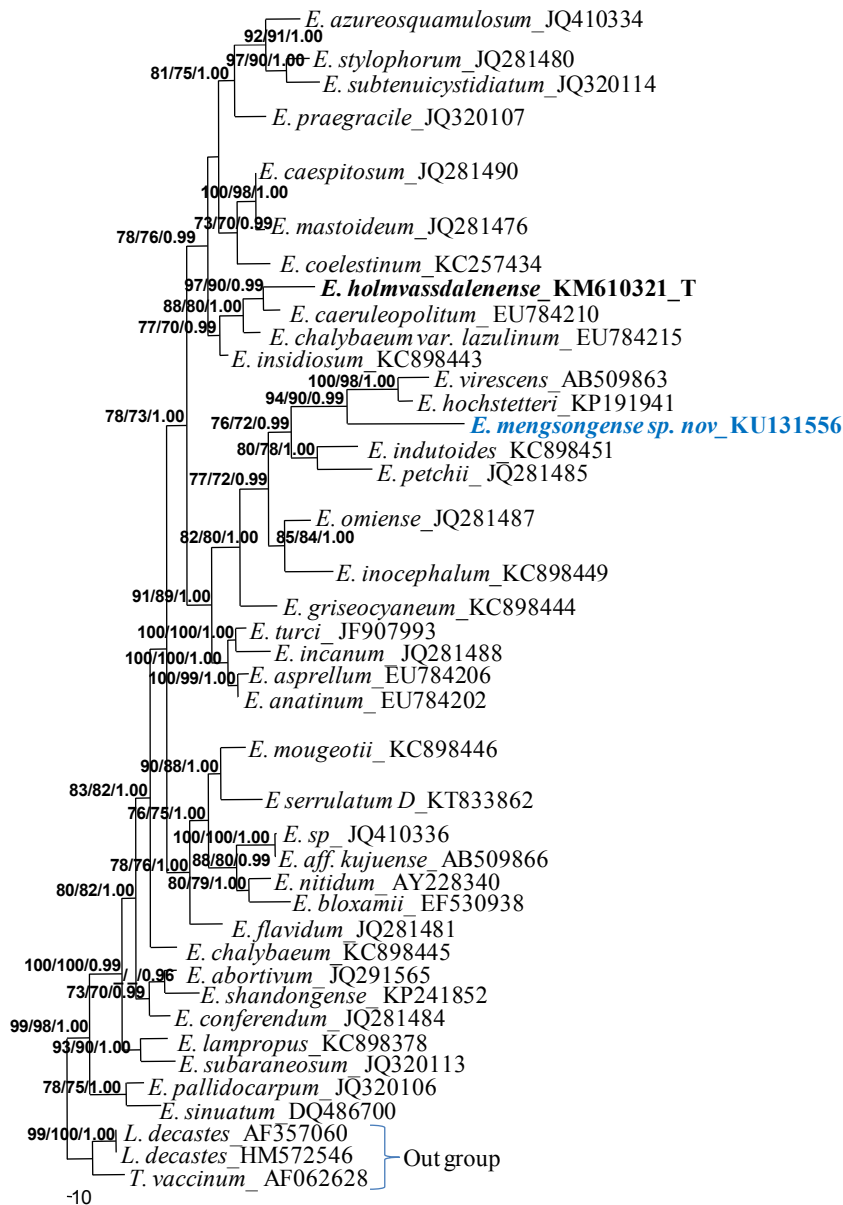 E. azureosquamulosum_JQ410334
92/91/1.00
97/90/1.00
E. stylophorum_JQ281480
81/75/1.00
E. subtenuicystidiatum_JQ320114
E. praegracile_JQ320107
E. caespitosum_JQ281490
100/98/1.00
73/70/0.99
E. mastoideum_JQ281476
78/76/0.99
E. coelestinum_KC257434
97/90/0.99
E. holmvassdalenense_KM610321_T
88/80/1.00
E. caeruleopolitum_EU784210
77/70/0.99
E. chalybaeum var. lazulinum_EU784215
E. insidiosum_KC898443
100/98/1.00
E. virescens_AB509863
94/90/0.99
E. hochstetteri_KP191941
78/73/1.00
76/72/0.99
E. mengsongense sp. nov_KU131556
80/78/1.00
E. indutoides_KC898451
77/72/0.99
E. petchii_JQ281485
E. omiense_JQ281487
82/80/1.00
85/84/1.00
E. inocephalum_KC898449
91/89/1.00
E. griseocyaneum_KC898444
100/100/1.00
E. turci_JF907993
100/100/1.00
E. incanum_JQ281488
100/99/1.00
E. asprellum_EU784206
E. anatinum_EU784202
E. mougeotii_KC898446
90/88/1.00
83/82/1.00
E serrulatum D_KT833862
76/75/1.00
100/100/1.00
E. sp_JQ410336
78/76/1.00
88/80/0.99
E. aff. kujuense_AB509866
80/79/1.00
E. nitidum_AY228340
80/82/1.00
E. bloxamii_EF530938
E. flavidum_JQ281481
E. chalybaeum_KC898445
100/100/0.99
_/_/0.96
E. abortivum_JQ291565
73/70/0.99
E. shandongense_KP241852
E. conferendum_JQ281484
99/98/1.00
E. lampropus_KC898378
93/90/1.00
E. subaraneosum_JQ320113
78/75/1.00
E. pallidocarpum_JQ320106
E. sinuatum_DQ486700
99/100/1.00
L. decastes_AF357060
L. decastes_HM572546
Out group
T. vaccinum_AF062628
-10